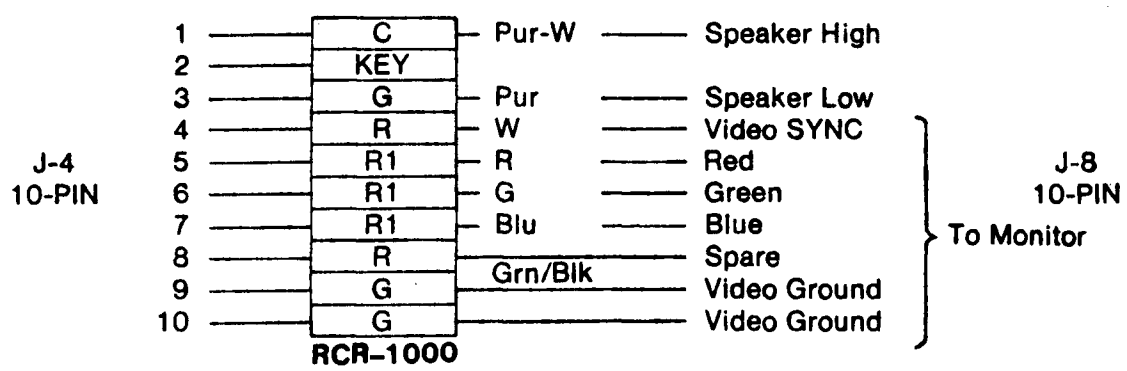 1 C Pur-W Speaker High
2 KEY
3 G Pur Speaker Low
4 R W Video SYNC
J-4 5 R1 R Red J-8
10-PIN 6 R1 G Green 10-PIN
7 R1 Blu Blue To Monitor
8 R Spare
Grn/Blk
9 G Video Ground
10 G Video Ground
RCR-1000